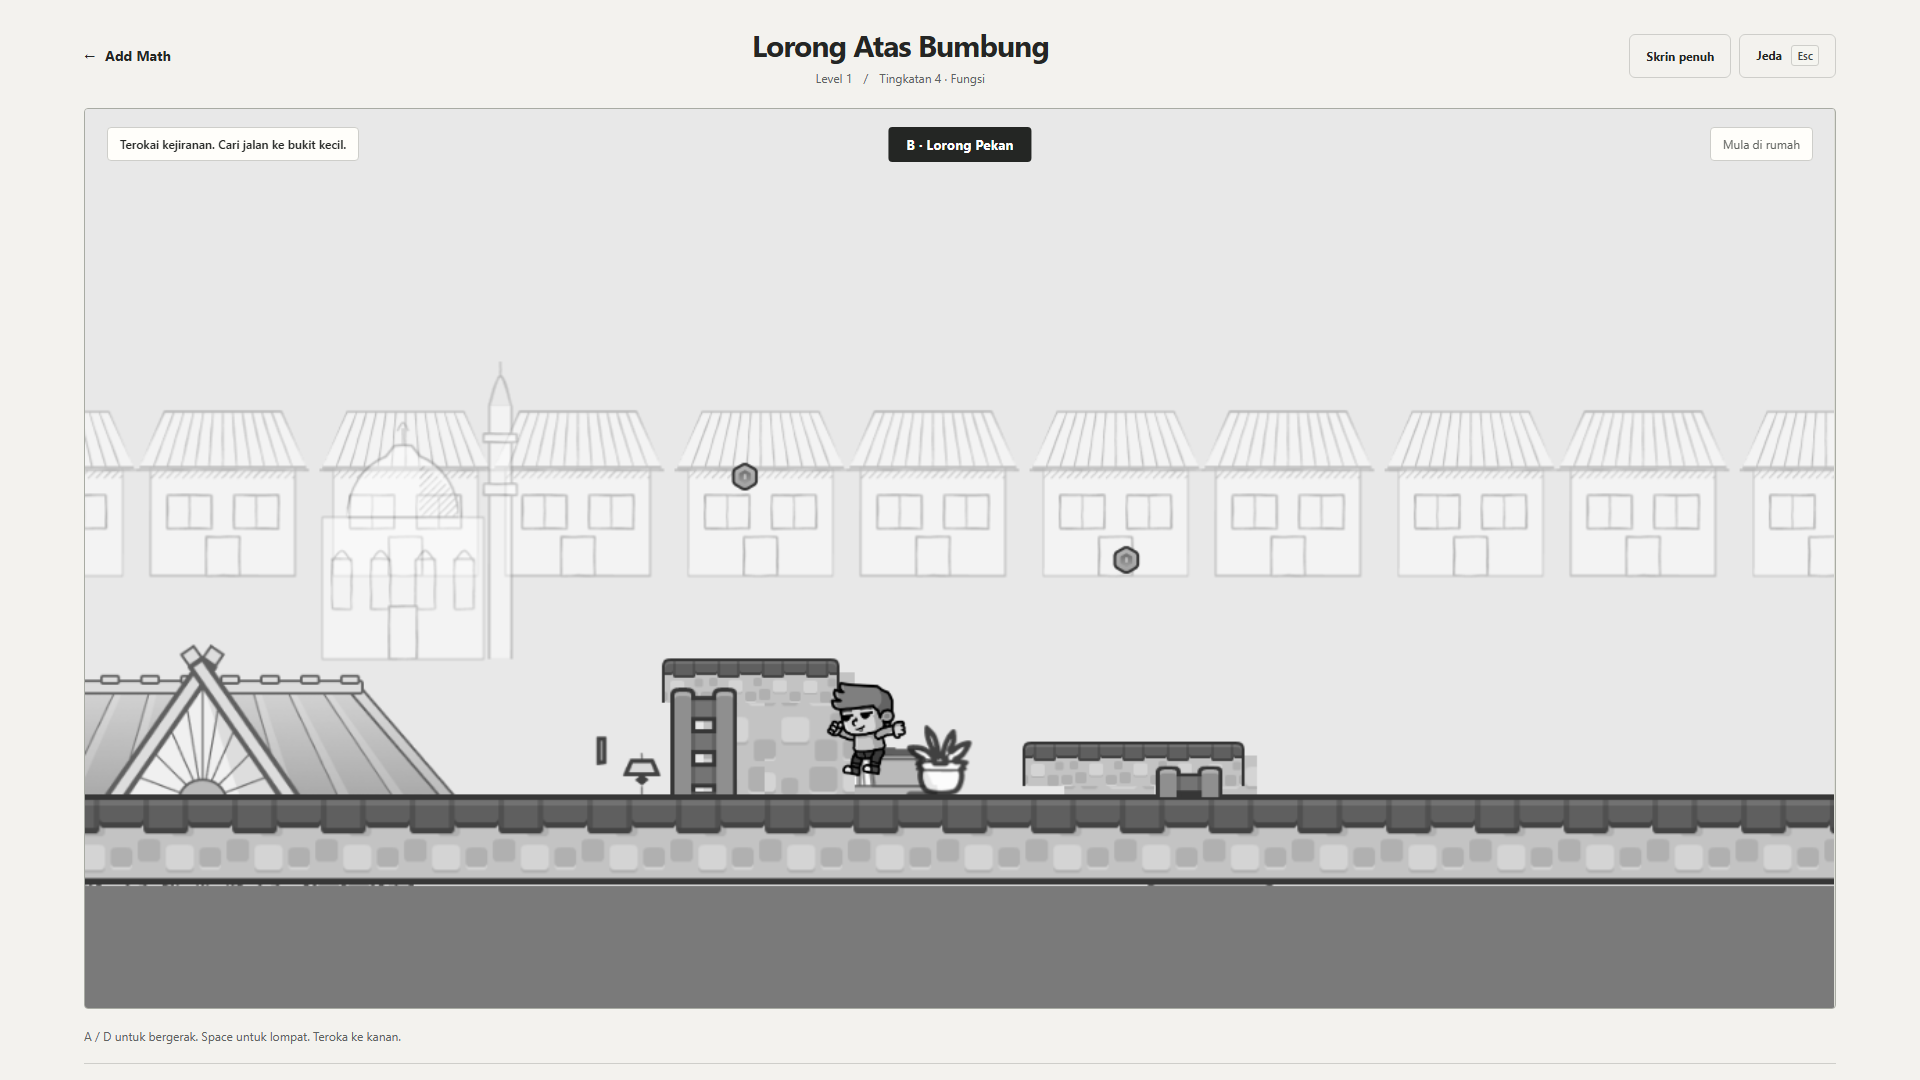 ← Add Math
Lorong Atas Bumbung
Level 1 / Tingkatan 4 · Fungsi
Skrin penuh
Jeda Esc
Terokai kejiranan. Cari jalan ke bukit kecil.
B · Lorong Pekan
Mula di rumah
A / D untuk bergerak. Space untuk lompat. Teroka ke kanan.